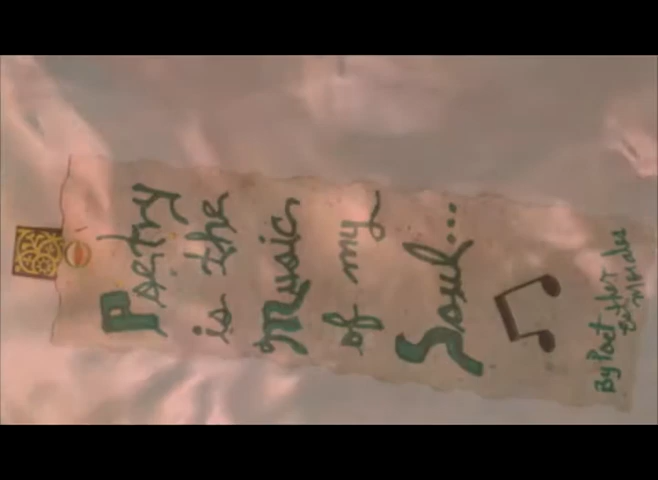 Poetry
is the
Music
of my
Soul...
By Poet